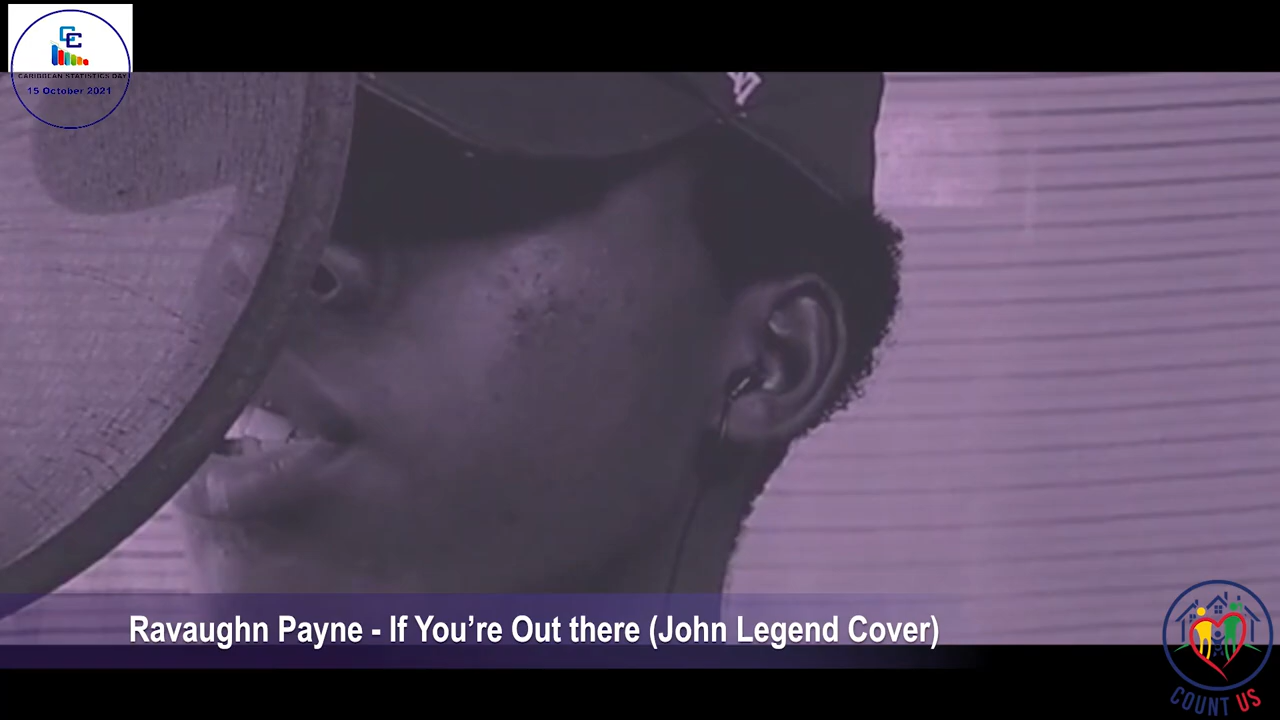 CARIBBEAN STATISTICS DAY
15 October 2021
Ravaughn Payne - If You’re Out there (John Legend Cover)
COUNT US